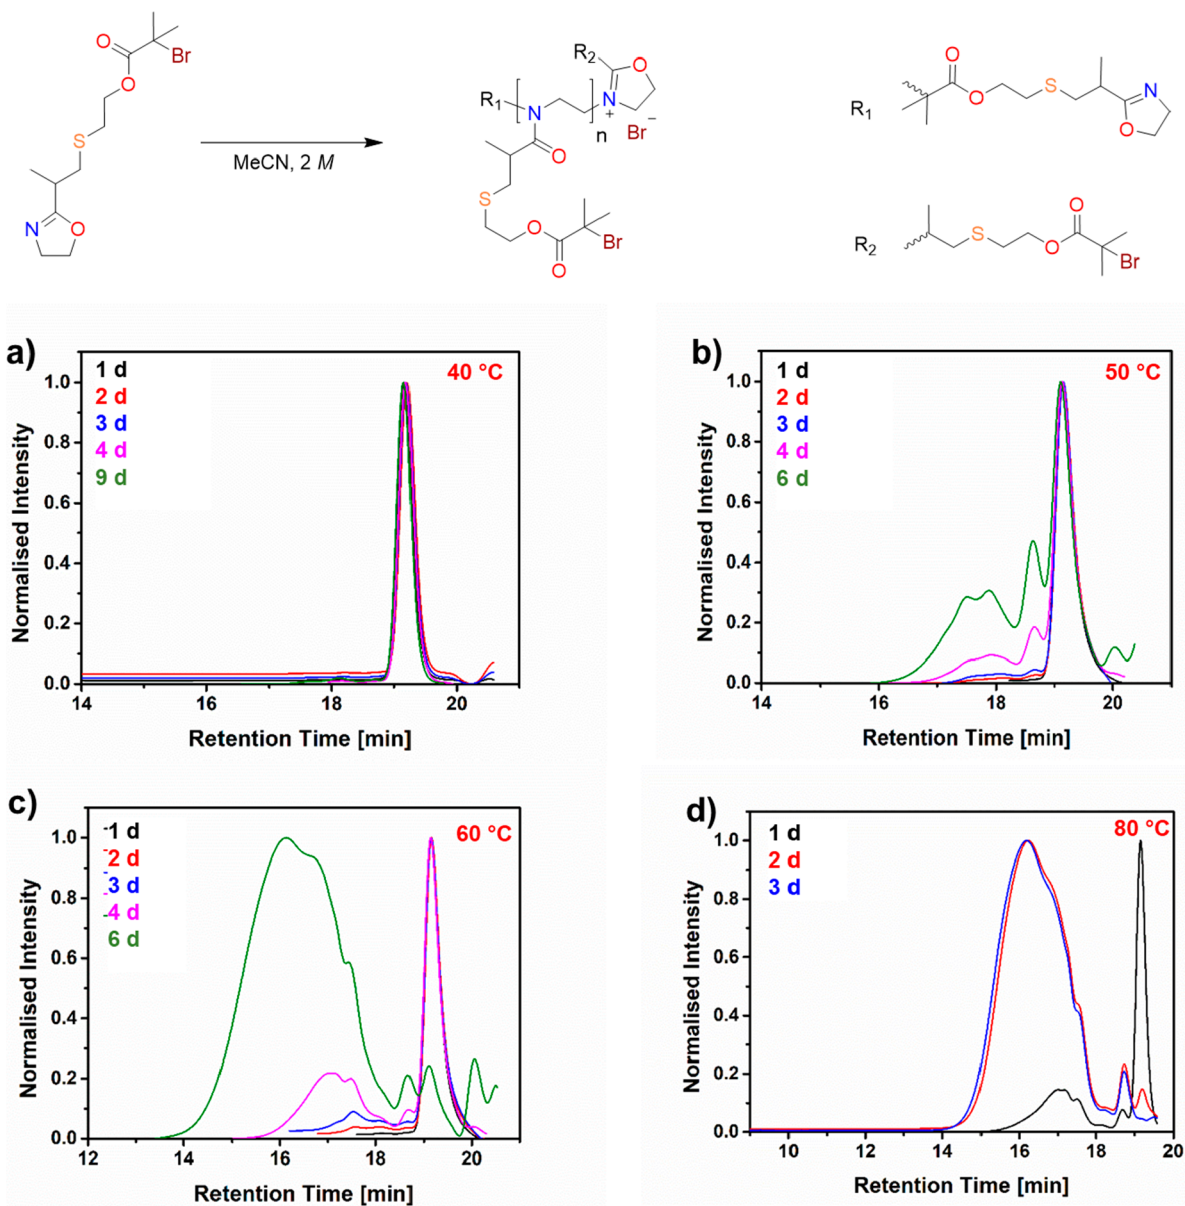 O
Br
O
S
N
O
MeCN, 2 M
R2
O
R1
N
N
+
n
Br−
O
S
O
Br
O
R1
O
O
S
N
O
R2
S
O
O
Br
a)
1 d
2 d
3 d
4 d
9 d
40 °C
Normalised Intensity
1.0
0.8
0.6
0.4
0.2
0.0
14
16
18
20
Retention Time [min]
b)
1 d
2 d
3 d
4 d
6 d
50 °C
Normalised Intensity
1.0
0.8
0.6
0.4
0.2
0.0
14
16
18
20
Retention Time [min]
c)
1 d
2 d
3 d
4 d
6 d
60 °C
Normalised Intensity
1.0
0.8
0.6
0.4
0.2
0.0
12
14
16
18
20
Retention Time [min]
d)
1 d
2 d
3 d
80 °C
Normalised Intensity
1.0
0.8
0.6
0.4
0.2
0.0
10
12
14
16
18
20
Retention Time [min]